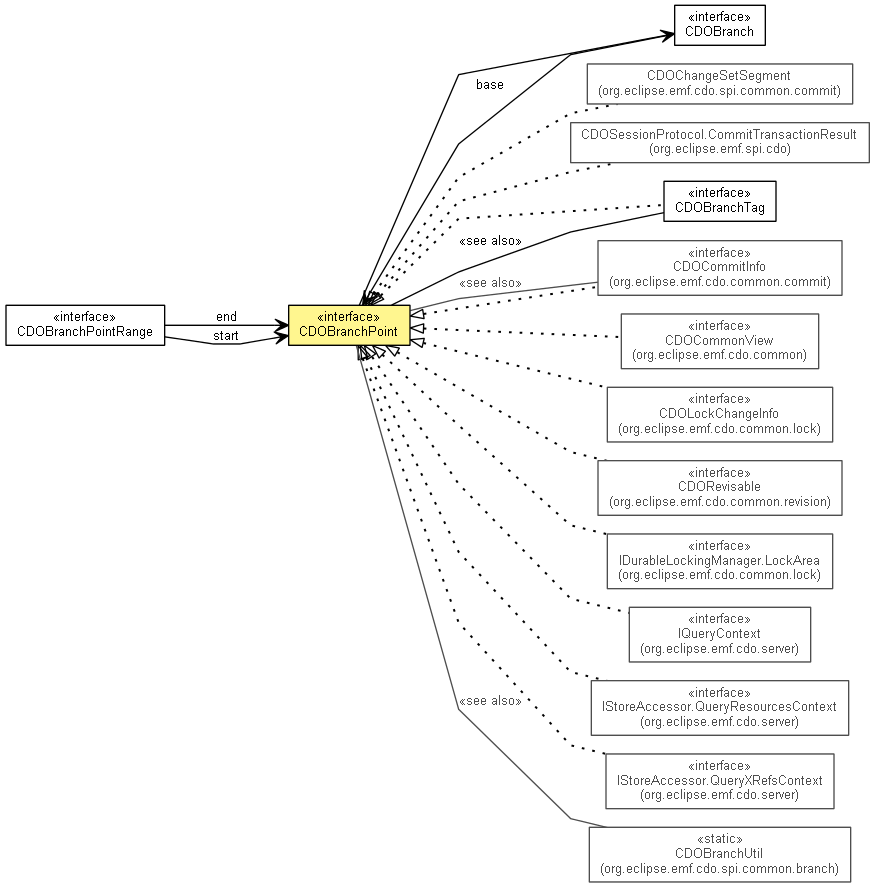 «interface»
CDOBranch
base
CDOChangeSetSegment
(org.eclipse.emf.cdo.spi.common.commit)
CDOSessionProtocol.CommitTransactionResult
(org.eclipse.emf.spi.cdo)
«interface»
CDOBranchTag
«see also»
«interface»
CDOCommitInfo
(org.eclipse.emf.cdo.common.commit)
«see also»
«interface»
CDOBranchPointRange
end
start
«interface»
CDOBranchPoint
«interface»
CDOCommonView
(org.eclipse.emf.cdo.common)
«interface»
CDOLockChangeInfo
(org.eclipse.emf.cdo.common.lock)
«interface»
CDORevisable
(org.eclipse.emf.cdo.common.revision)
«interface»
IDurableLockingManager.LockArea
(org.eclipse.emf.cdo.common.lock)
«interface»
IQueryContext
(org.eclipse.emf.cdo.server)
«interface»
IStoreAccessor.QueryResourcesContext
(org.eclipse.emf.cdo.server)
«see also»
«interface»
IStoreAccessor.QueryXRefsContext
(org.eclipse.emf.cdo.server)
«static»
CDOBranchUtil
(org.eclipse.emf.cdo.spi.common.branch)